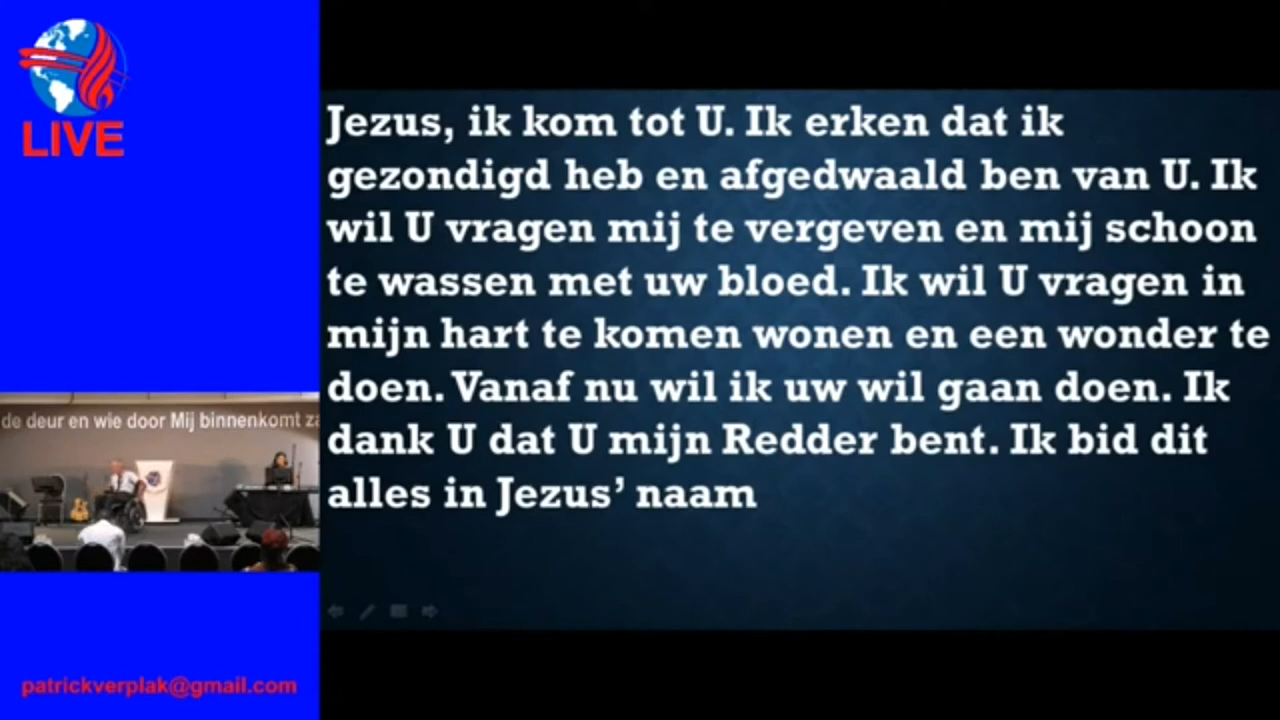 LIVE
Jezus, ik kom tot U. Ik erken dat ik
gezondigd heb en afgedwaald ben van U. Ik
wil U vragen mij te vergeven en mij schoon
te wassen met uw bloed. Ik wil U vragen in
mijn hart te komen wonen en een wonder te
doen. Vanaf nu wil ik uw wil gaan doen. Ik
dank U dat U mijn Redder bent. Ik bid dit
alles in Jezus’ naam
de deur en wie door Mij binnenkomt za
patrickverplak@gmail.com